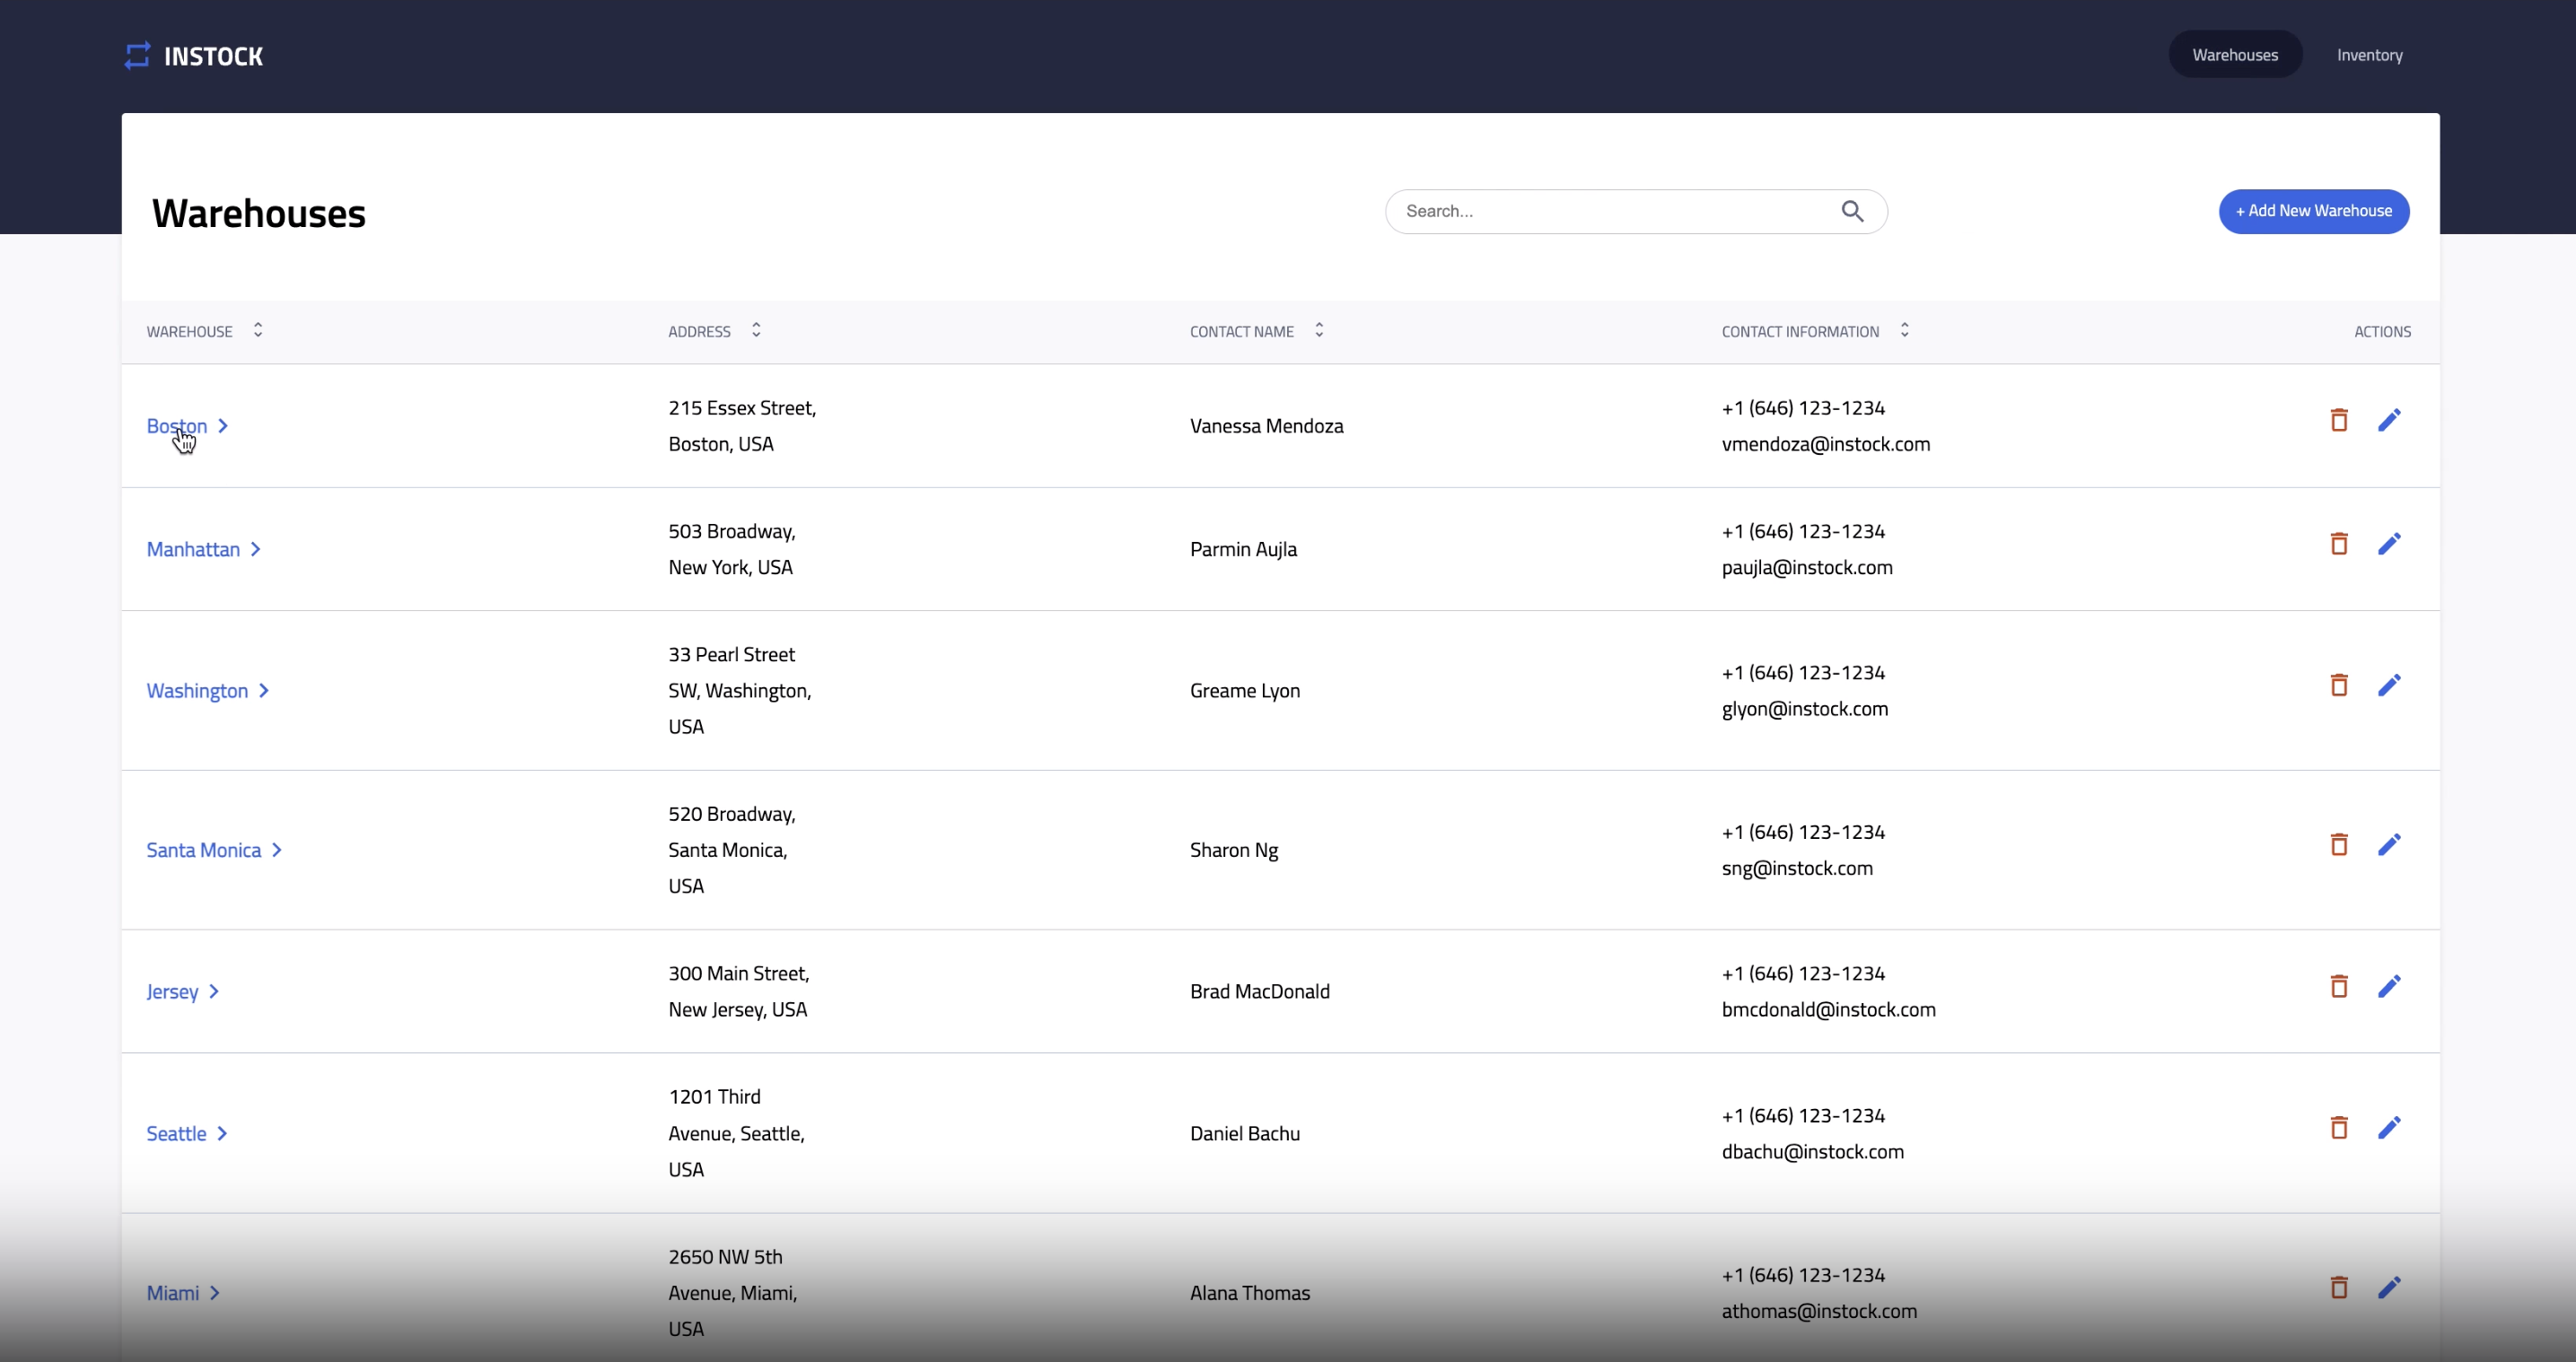 INSTOCK
Warehouses
Inventory
Warehouses
Search...
+ Add New Warehouse
WAREHOUSE
ADDRESS
CONTACT NAME
CONTACT INFORMATION
ACTIONS
Boston
215 Essex Street,
Boston, USA
Vanessa Mendoza
+1 (646) 123-1234
vmendoza@instock.com
Manhattan
503 Broadway,
New York, USA
Parmin Aujla
+1 (646) 123-1234
paujla@instock.com
Washington
33 Pearl Street
SW, Washington,
USA
Greame Lyon
+1 (646) 123-1234
glyon@instock.com
Santa Monica
520 Broadway,
Santa Monica,
USA
Sharon Ng
+1 (646) 123-1234
sng@instock.com
Jersey
300 Main Street,
New Jersey, USA
Brad MacDonald
+1 (646) 123-1234
bmcdonald@instock.com
Seattle
1201 Third
Avenue, Seattle,
USA
Daniel Bachu
+1 (646) 123-1234
dbachu@instock.com
Miami
2650 NW 5th
Avenue, Miami,
USA
Alana Thomas
+1 (646) 123-1234
athomas@instock.com